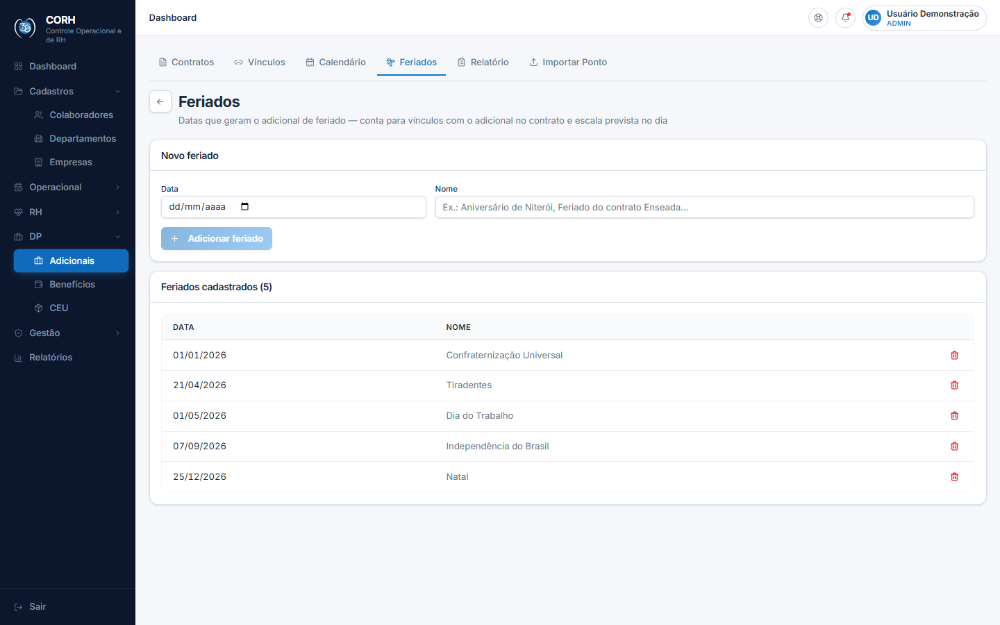 CORH
Controle Operacional e
de RH
Dashboard
Cadastros
Colaboradores
Departamentos
Empresas
Operacional
RH
DP
Adicionais
Benefícios
CEU
Gestão
Relatórios
Sair
Dashboard
UD
Usuário Demonstração
ADMIN
Contratos
Vínculos
Calendário
Feriados
Relatório
Importar Ponto
Feriados
Datas que geram o adicional de feriado — conta para vínculos com o adicional no contrato e escala prevista no dia
Novo feriado
Data
Nome
dd/mm/aaaa
Ex.: Aniversário de Niterói, Feriado do contrato Enseada...
Adicionar feriado
Feriados cadastrados (5)
DATA NOME
01/01/2026 Confraternização Universal
21/04/2026 Tiradentes
01/05/2026 Dia do Trabalho
07/09/2026 Independência do Brasil
25/12/2026 Natal